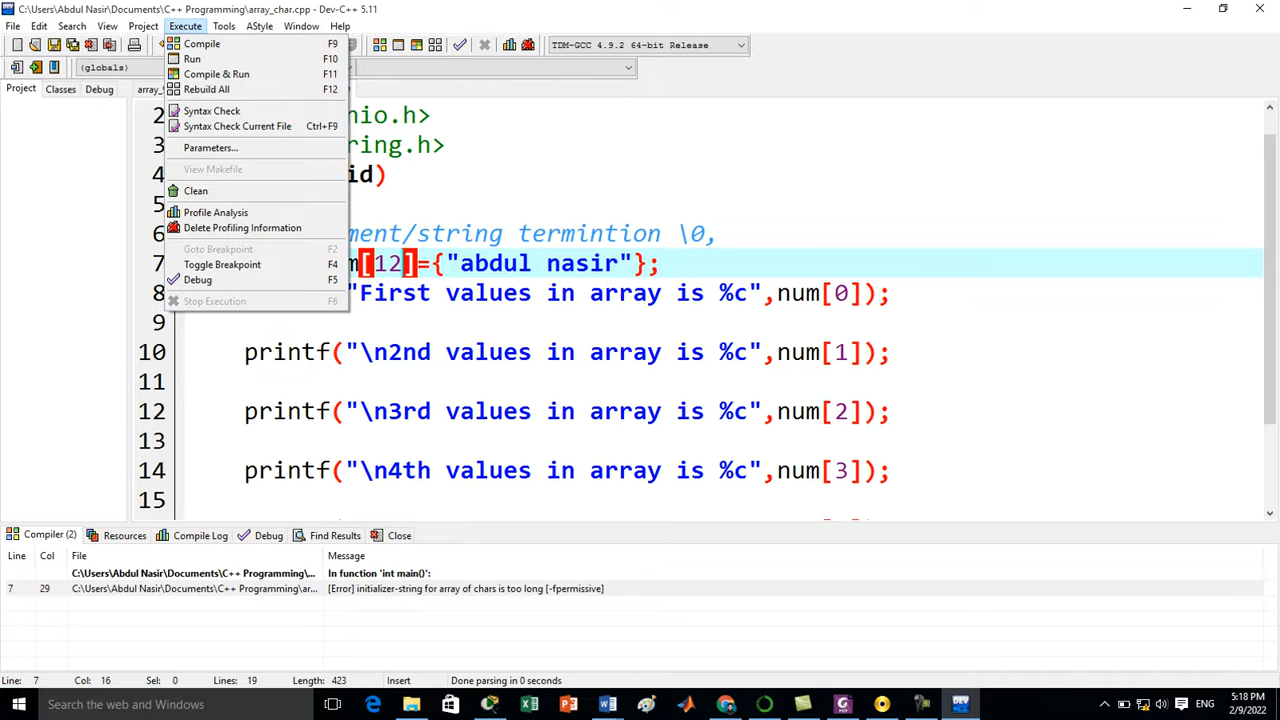 C:\Users\Abdul Nasir\Documents\C++ Programming\array_char.cpp - Dev-C++ 5.11
File Edit Search View Project Execute Tools AStyle Window Help
TDM-GCC 4.9.2 64-bit Release
(globals)
Project Classes Debug
Compile F9
Run F10
Compile & Run F11
Rebuild All F12
Syntax Check
Syntax Check Current File Ctrl+F9
Parameters...
View Makefile
Clean
Profile Analysis
Delete Profiling Information
Goto Breakpoint F2
Toggle Breakpoint F4
Debug F5
Stop Execution F6
2 nio.h>
3 ring.h>
4 id)
5
6 ment/string termintion \0,
7 m[12]={"abdul nasir"};
8 "First values in array is %c",num[0]);
9
10 printf("\n2nd values in array is %c",num[1]);
11
12 printf("\n3rd values in array is %c",num[2]);
13
14 printf("\n4th values in array is %c",num[3]);
15
Compiler (2) Resources Compile Log Debug Find Results Close
Line Col File Message
C:\Users\Abdul Nasir\Documents\C++ Programming\... In function 'int main()':
7 29 C:\Users\Abdul Nasir\Documents\C++ Programming\ar... [Error] initializer-string for array of chars is too long [-fpermissive]
Line: 7 Col: 16 Sel: 0 Lines: 19 Length: 423 Insert Done parsing in 0 seconds
Search the web and Windows
ENG
5:18 PM
2/9/2022